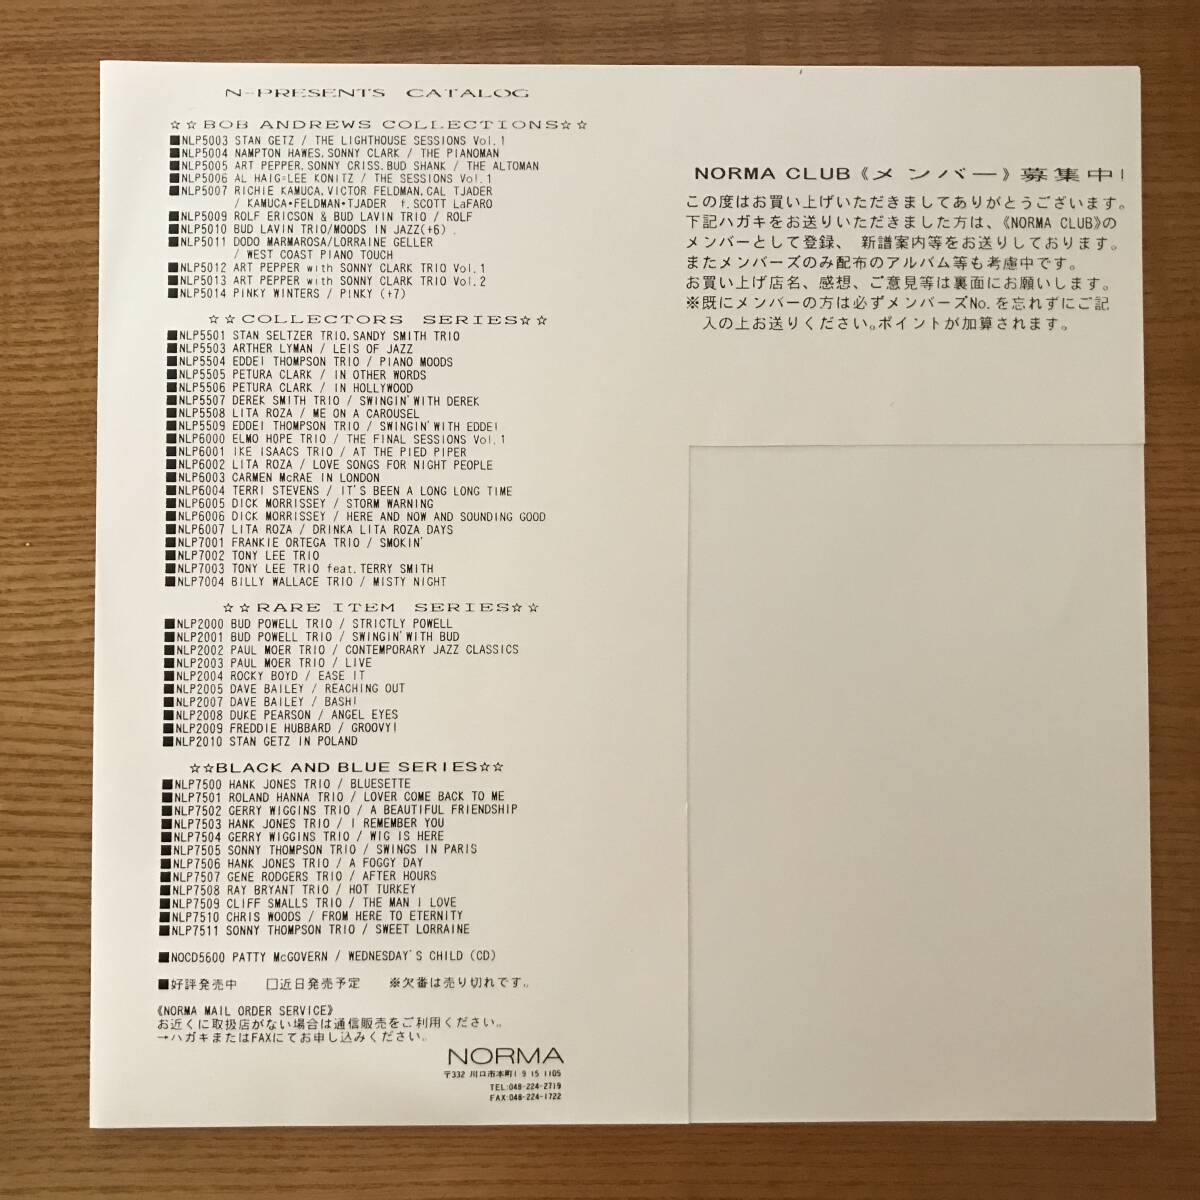 N-PRESENTS CATALOG
☆☆BOB ANDREWS COLLECTIONS☆☆
■NLP5003 STAN GETZ / THE LIGHTHOUSE SESSIONS Vol.1
■NLP5004 NAMPTON HAWES.SONNY CLARK / THE PIANOMAN
■NLP5005 ART PEPPER.SONNY CRISS.BUD SHANK / THE ALTOMAN
■NLP5006 AL HAIG=LEE KONITZ / THE SESSIONS Vol.1
■NLP5007 RICHIE KAMUCA.VICTOR FELDMAN.CAL TJADER
/ KAMUCA・FELDMAN・TJADER f.SCOTT LaFARO
■NLP5009 ROLF ERICSON & BUD LAVIN TRIO / ROLF
■NLP5010 BUD LAVIN TRIO/MOODS IN JAZZ(+6)
■NLP5011 DODO MARMAROSA/LORRAINE GELLER
/ WEST COAST PIANO TOUCH
■NLP5012 ART PEPPER with SONNY CLARK TRIO Vol.1
■NLP5013 ART PEPPER with SONNY CLARK TRIO Vol.2
■NLP5014 PINKY WINTERS / PINKY (+7)
☆☆COLLECTORS SERIES☆☆
■NLP5501 STAN SELTZER TRIO.SANDY SMITH TRIO
■NLP5503 ARTHER LYMAN / LEIS OF JAZZ
■NLP5504 EDDEI THOMPSON TRIO / PIANO MOODS
■NLP5505 PETURA CLARK / IN OTHER WORDS
■NLP5506 PETURA CLARK / IN HOLLYWOOD
■NLP5507 DEREK SMITH TRIO / SWINGIN'WITH DEREK
■NLP5508 LITA ROZA / ME ON A CAROUSEL
■NLP5509 EDDEI THOMPSON TRIO / SWINGIN'WITH EDDEI
■NLP6000 ELMO HOPE TRIO / THE FINAL SESSIONS Vol.1
■NLP6001 IKE ISAACS TRIO / AT THE PIED PIPER
■NLP6002 LITA ROZA / LOVE SONGS FOR NIGHT PEOPLE
■NLP6003 CARMEN McRAE IN LONDON
■NLP6004 TERRI STEVENS / IT'S BEEN A LONG LONG TIME
■NLP6005 DICK MORRISSEY / STORM WARNING
■NLP6006 DICK MORRISSEY / HERE AND NOW AND SOUNDING GOOD
■NLP6007 LITA ROZA / DRINKA LITA ROZA DAYS
■NLP7001 FRANKIE ORTEGA TRIO / SMOKIN'
■NLP7002 TONY LEE TRIO
■NLP7003 TONY LEE TRIO feat.TERRY SMITH
■NLP7004 BILLY WALLACE TRIO / MISTY NIGHT
☆☆RARE ITEM SERIES☆☆
■NLP2000 BUD POWELL TRIO / STRICTLY POWELL
■NLP2001 BUD POWELL TRIO / SWINGIN'WITH BUD
■NLP2002 PAUL MOER TRIO / CONTEMPORARY JAZZ CLASSICS
■NLP2003 PAUL MOER TRIO / LIVE
■NLP2004 ROCKY BOYD / EASE IT
■NLP2005 DAVE BAILEY / REACHING OUT
■NLP2007 DAVE BAILEY / BASH!
■NLP2008 DUKE PEARSON / ANGEL EYES
■NLP2009 FREDDIE HUBBARD / GROOVY!
■NLP2010 STAN GETZ IN POLAND
☆☆BLACK AND BLUE SERIES☆☆
■NLP7500 HANK JONES TRIO / BLUESETTE
■NLP7501 ROLAND HANNA TRIO / LOVER COME BACK TO ME
■NLP7502 GERRY WIGGINS TRIO / A BEAUTIFUL FRIENDSHIP
■NLP7503 HANK JONES TRIO / I REMEMBER YOU
■NLP7504 GERRY WIGGINS TRIO / WIG IS HERE
■NLP7505 SONNY THOMPSON TRIO / SWINGS IN PARIS
■NLP7506 HANK JONES TRIO / A FOGGY DAY
■NLP7507 GENE RODGERS TRIO / AFTER HOURS
■NLP7508 RAY BRYANT TRIO / HOT TURKEY
■NLP7509 CLIFF SMALLS TRIO / THE MAN I LOVE
■NLP7510 CHRIS WOODS / FROM HERE TO ETERNITY
■NLP7511 SONNY THOMPSON TRIO / SWEET LORRAINE
■NOCD5600 PATTY McGOVERN / WEDNESDAY'S CHILD (CD)
■好評発売中 □近日発売予定 ※欠番は売り切れです。
《NORMA MAIL ORDER SERVICE》
お近くに取扱店がない場合は通信販売をご利用ください。
→ハガキまたはFAXにてお申し込みください。
NORMA
〒332 川口市本町1 9 15 1105
TEL:048-224-2719
FAX:048-224-1722
NORMA CLUB《メンバー》募集中!
この度はお買い上げいただきましてありがとうございます。
下記ハガキをお送りいただきました方は、《NORMA CLUB》の
メンバーとして登録、 新譜案内等をお送りしております。
またメンバーズのみ配布のアルバム等も考慮中です。
お買い上げ店名、感想、ご意見等は裏面にお願いします。
※既にメンバーの方は必ずメンバーズNo.を忘れずにご記
入の上お送りください。ポイントが加算されます。